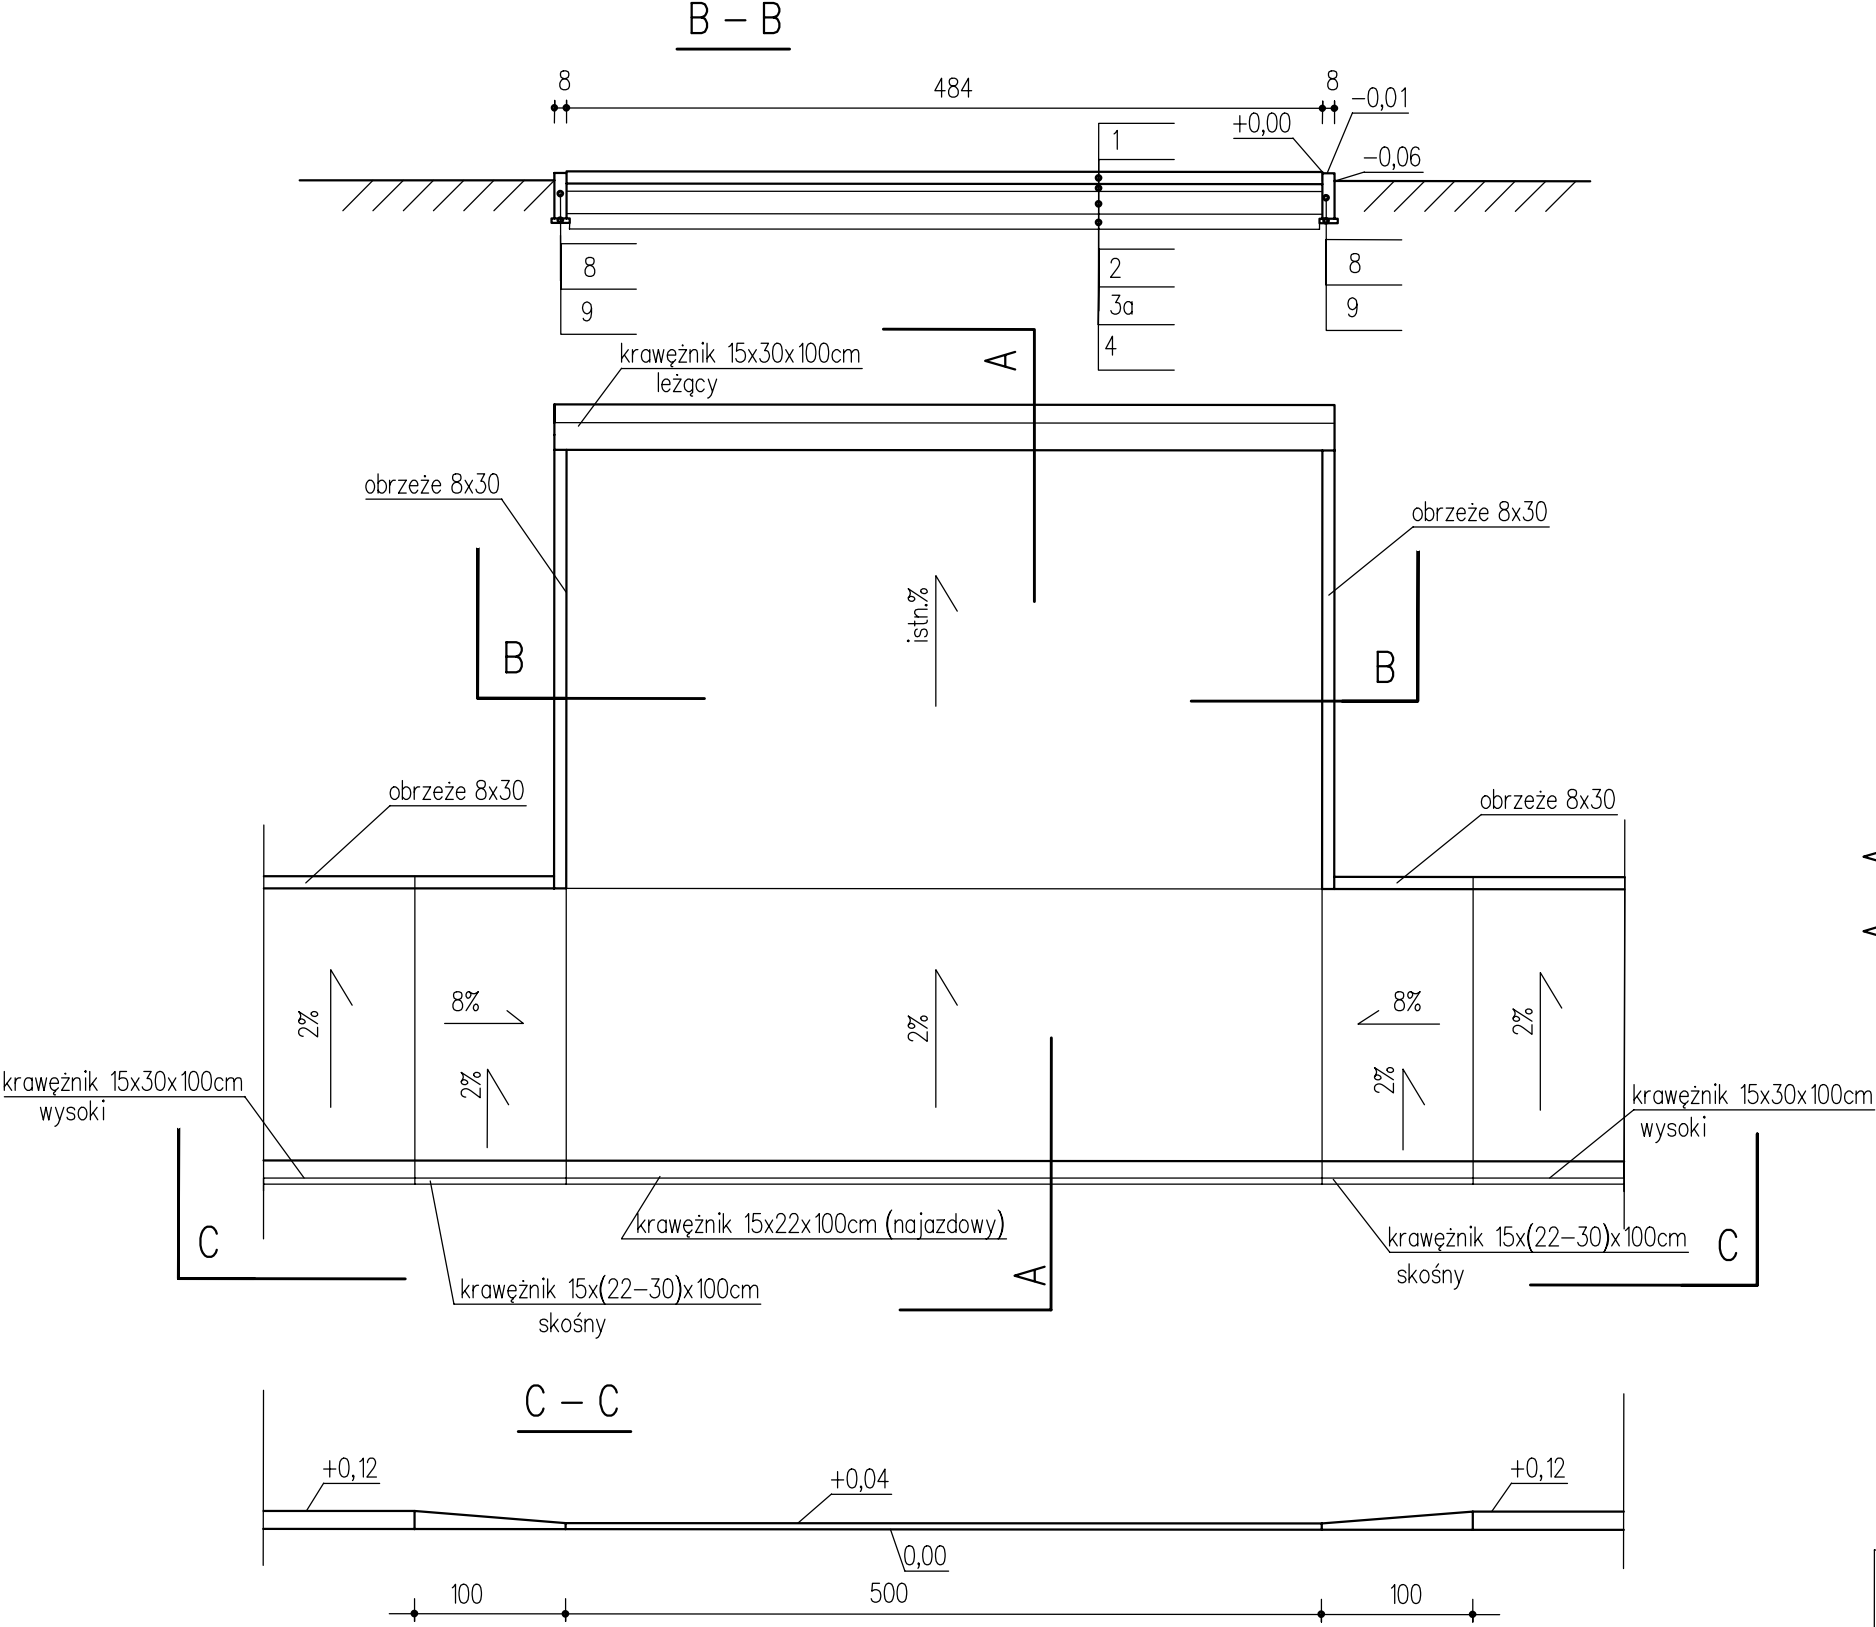 B – B
8
484
8
–0,01
+0,00
–0,06
1
8
9
2
3a
4
8
9
krawężnik 15x30x100cm
leżący
A
obrzeże 8x30
obrzeże 8x30
istn.%
B
B
obrzeże 8x30
obrzeże 8x30
2%
8%
2%
2%
8%
2%
2%
krawężnik 15x30x100cm
wysoki
krawężnik 15x30x100cm
wysoki
C
krawężnik 15x22x100cm (najazdowy)
krawężnik 15x(22–30)x100cm
skośny
C
A
krawężnik 15x(22–30)x100cm
skośny
C – C
+0,12
+0,04
+0,12
0,00
100
500
100